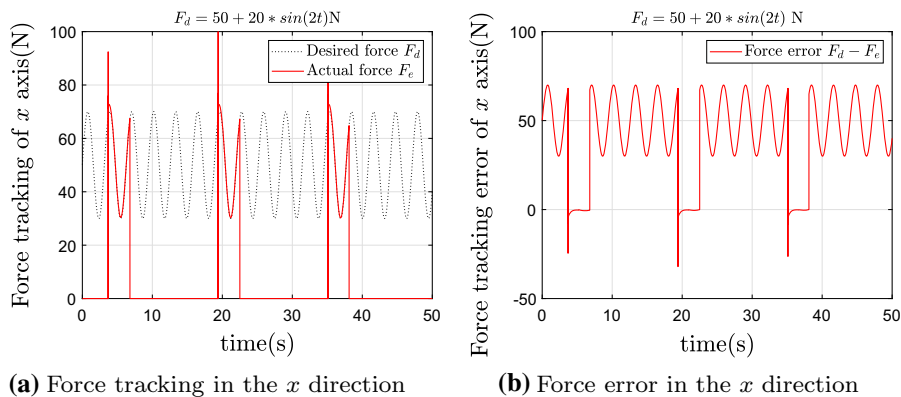 F_d = 50 + 20 * sin(2t)N
Force tracking of x axis(N)
100
80
60
40
20
0
Desired force F_d
Actual force F_e
0 10 20 30 40 50
time(s)
(a) Force tracking in the x direction
F_d = 50 + 20 * sin(2t) N
Force tracking error of x axis(N)
100
50
0
-50
Force error F_d − F_e
0 10 20 30 40 50
time(s)
(b) Force error in the x direction